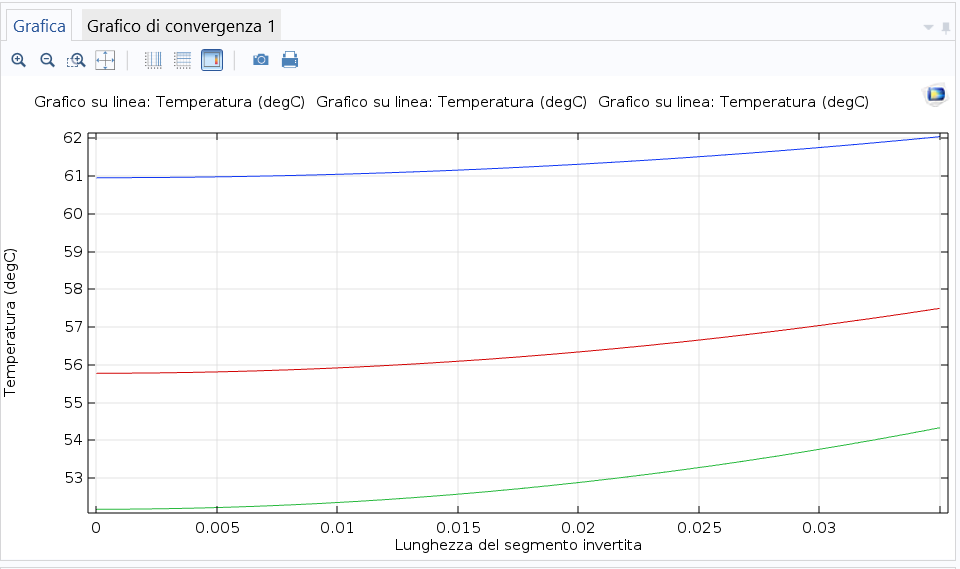 Grafica Grafico di convergenza 1
Grafico su linea: Temperatura (degC) Grafico su linea: Temperatura (degC) Grafico su linea: Temperatura (degC)
62
61
60
59
58
57
56
55
54
53
Temperatura (degC)
0 0.005 0.01 0.015 0.02 0.025 0.03
Lunghezza del segmento invertita